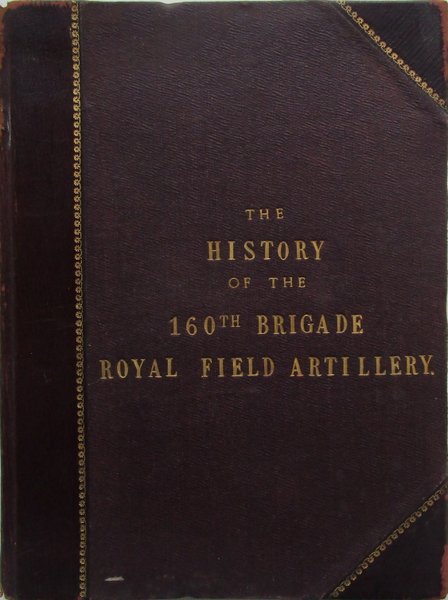 THE
HISTORY
OF THE
160TH BRIGADE
ROYAL FIELD ARTILLERY.